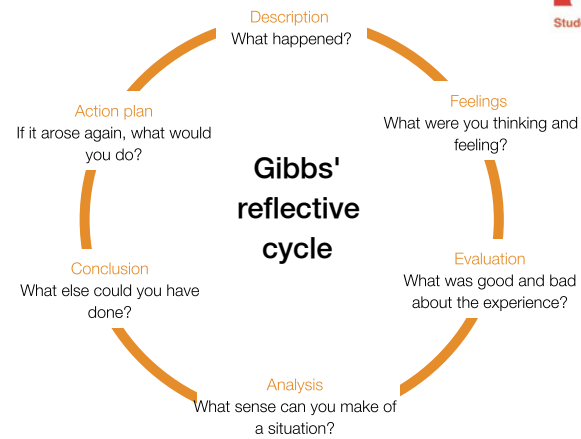 Description
What happened?
Feelings
What were you thinking and
feeling?
Evaluation
What was good and bad
about the experience?
Analysis
What sense can you make of
a situation?
Conclusion
What else could you have
done?
Action plan
If it arose again, what would
you do?
Gibbs'
reflective
cycle